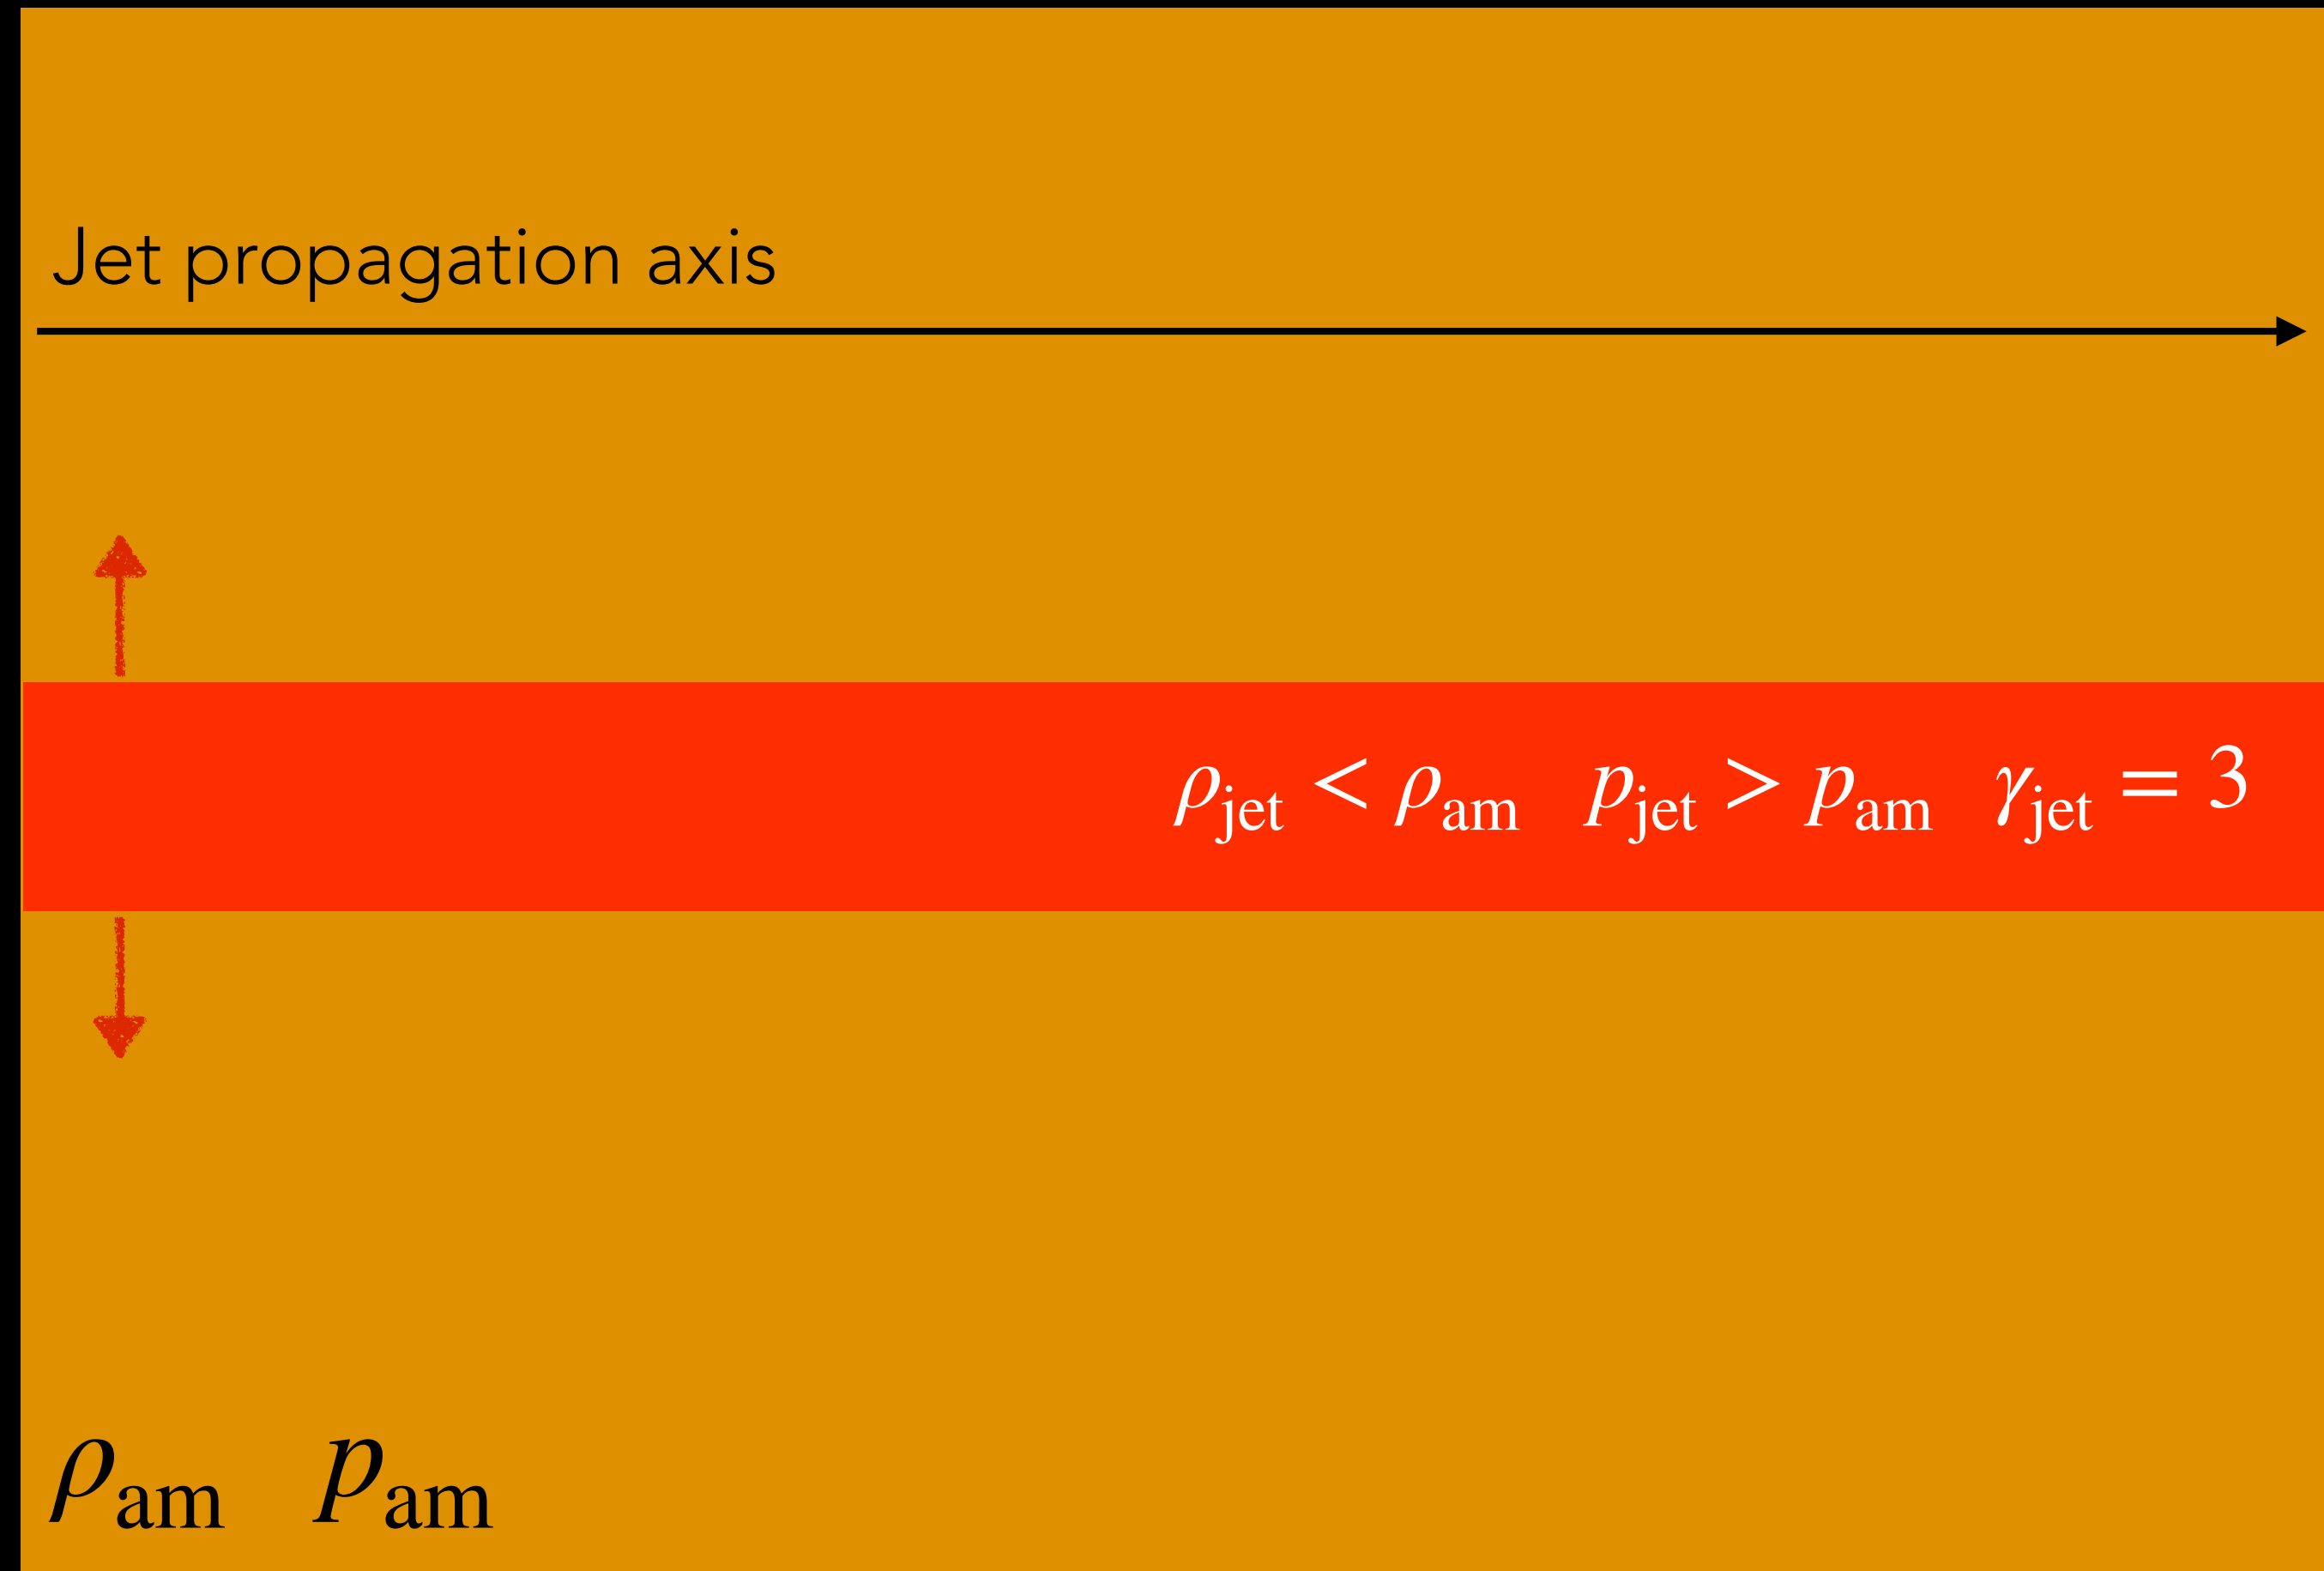 Jet propagation axis
ρjet < ρam pjet > pam γjet = 3
ρam pam